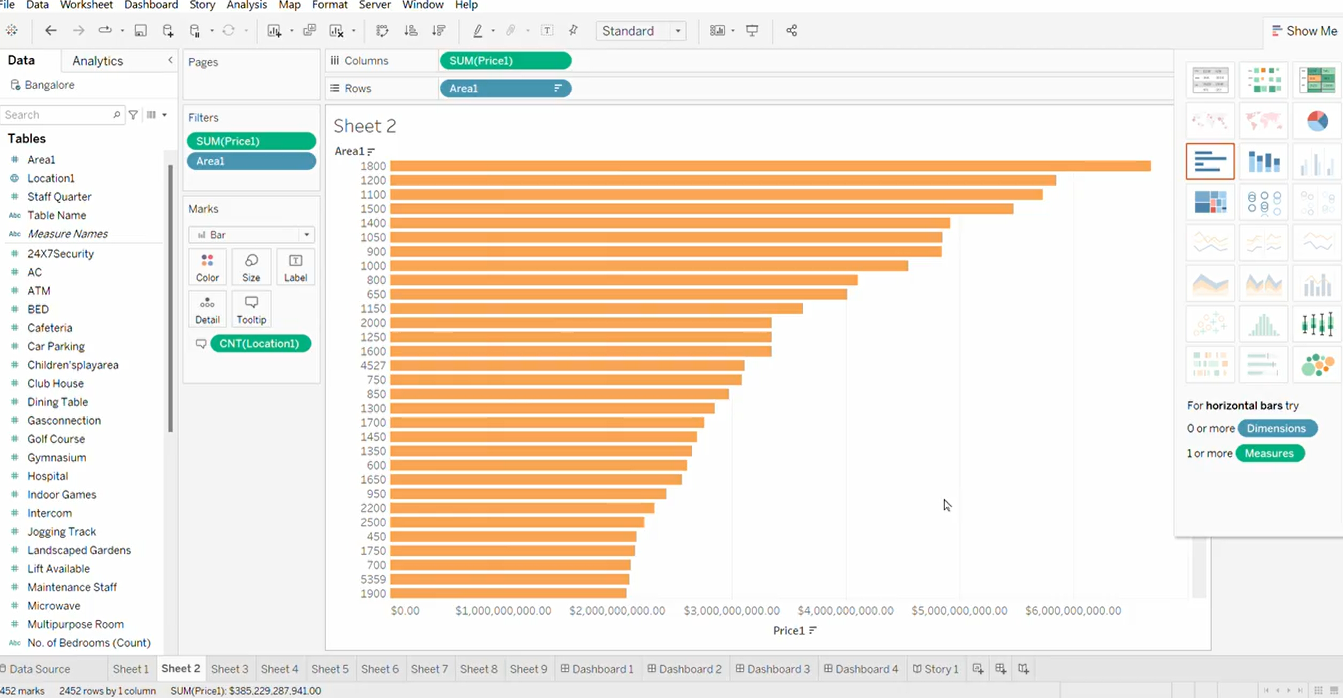 File Data Worksheet Dashboard Story Analysis Map Format Server Window Help
Standard
Show Me
Data Analytics
Bangalore
Search
Tables
Area1
Location1
Staff Quarter
Abc Table Name
Abc Measure Names
24X7Security
AC
ATM
BED
Cafeteria
Car Parking
Children'splayarea
Club House
Dining Table
Gasconnection
Golf Course
Gymnasium
Hospital
Indoor Games
Intercom
Jogging Track
Landscaped Gardens
Lift Available
Maintenance Staff
Microwave
Multipurpose Room
Abc No. of Bedrooms (Count)
Pages
Filters
SUM(Price1)
Area1
Marks
Bar
Color Size Label
Detail Tooltip
CNT(Location1)
Columns SUM(Price1)
Rows Area1
Sheet 2
Area1
1800
1200
1100
1500
1400
1050
900
1000
800
650
1150
2000
1250
1600
4527
750
850
1300
1700
1450
1350
600
1650
950
2200
2500
450
1750
700
5359
1900
$0.00 $1,000,000,000.00 $2,000,000,000.00 $3,000,000,000.00 $4,000,000,000.00 $5,000,000,000.00 $6,000,000,000.00
Price1
For horizontal bars try
0 or more Dimensions
1 or more Measures
Data Source Sheet 1 Sheet 2 Sheet 3 Sheet 4 Sheet 5 Sheet 6 Sheet 7 Sheet 8 Sheet 9 Dashboard 1 Dashboard 2 Dashboard 3 Dashboard 4 Story 1
452 marks 2452 rows by 1 column SUM(Price1): $385,229,287,941.00